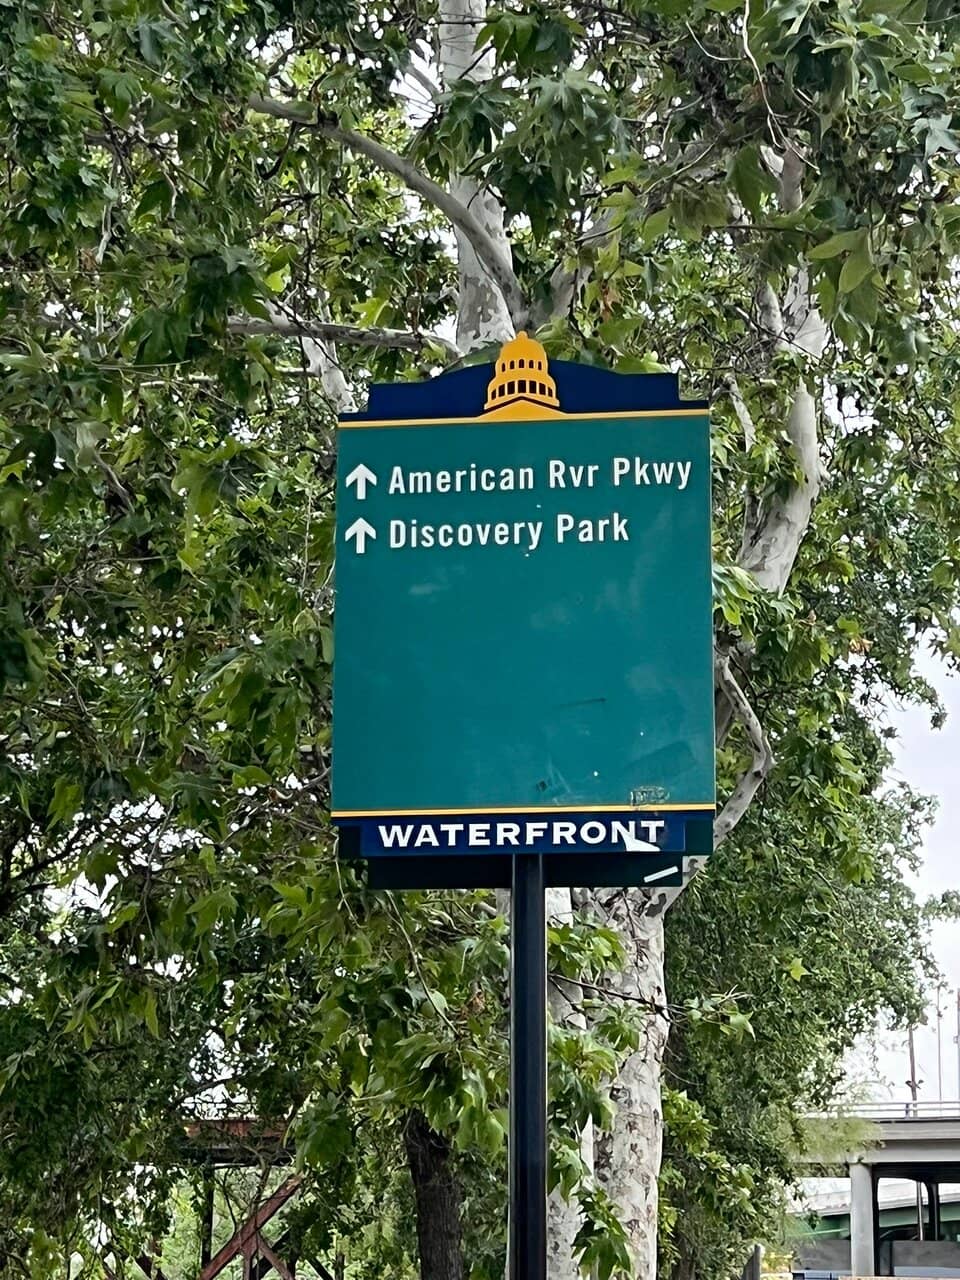 ↑ American Rvr Pkwy
↑ Discovery Park
WATERFRONT